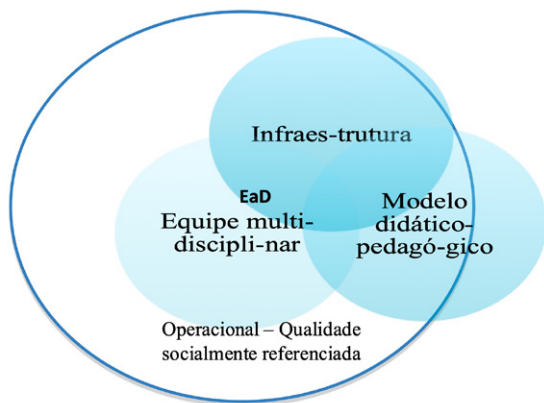 Infraes-trutura
EaD
Equipe multi-
discipli-nar
Modelo
didático-
pedagó-gico
Operacional – Qualidade
socialmente referenciada